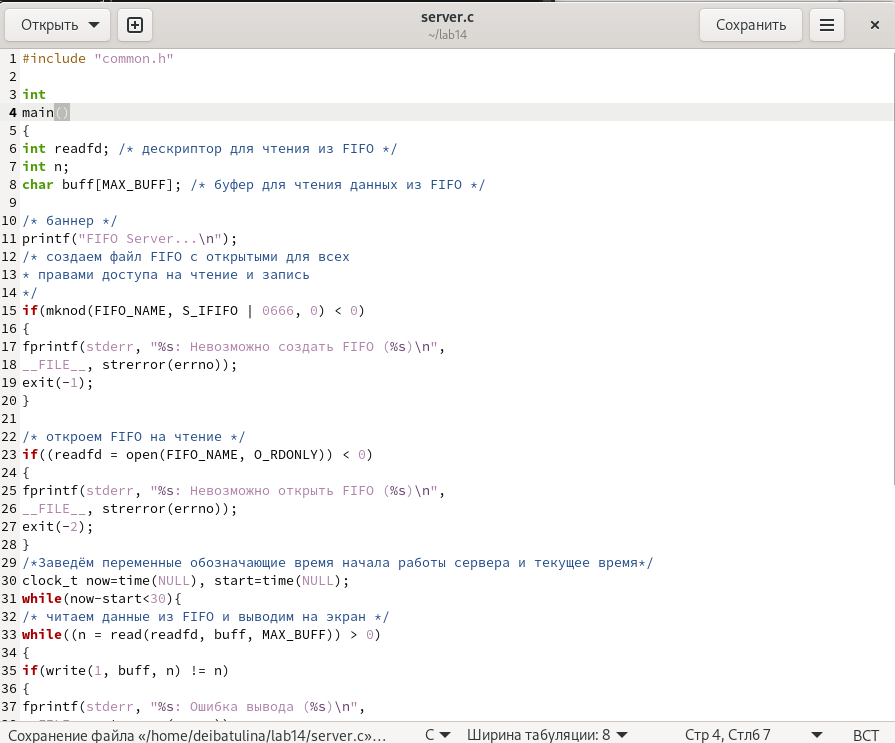 Открыть
server.c
~/lab14
Сохранить
1 #include "common.h"
2
3 int
4 main()
5 {
6 int readfd; /* дескриптор для чтения из FIFO */
7 int n;
8 char buff[MAX_BUFF]; /* буфер для чтения данных из FIFO */
9
10 /* баннер */
11 printf("FIFO Server...\n");
12 /* создаем файл FIFO с открытыми для всех
13 * правами доступа на чтение и запись
14 */
15 if(mknod(FIFO_NAME, S_IFIFO | 0666, 0) < 0)
16 {
17 fprintf(stderr, "%s: Невозможно создать FIFO (%s)\n",
18 __FILE__, strerror(errno));
19 exit(-1);
20 }
21
22 /* откроем FIFO на чтение */
23 if((readfd = open(FIFO_NAME, O_RDONLY)) < 0)
24 {
25 fprintf(stderr, "%s: Невозможно открыть FIFO (%s)\n",
26 __FILE__, strerror(errno));
27 exit(-2);
28 }
29 /*Заведём переменные обозначающие время начала работы сервера и текущее время*/
30 clock_t now=time(NULL), start=time(NULL);
31 while(now-start<30){
32 /* читаем данные из FIFO и выводим на экран */
33 while((n = read(readfd, buff, MAX_BUFF)) > 0)
34 {
35 if(write(1, buff, n) != n)
36 {
37 fprintf(stderr, "%s: Ошибка вывода (%s)\n",
Сохранение файла «/home/deibatulina/lab14/server.c»… C Ширина табуляции: 8 Стр 4, Стлб 7 ВСТ